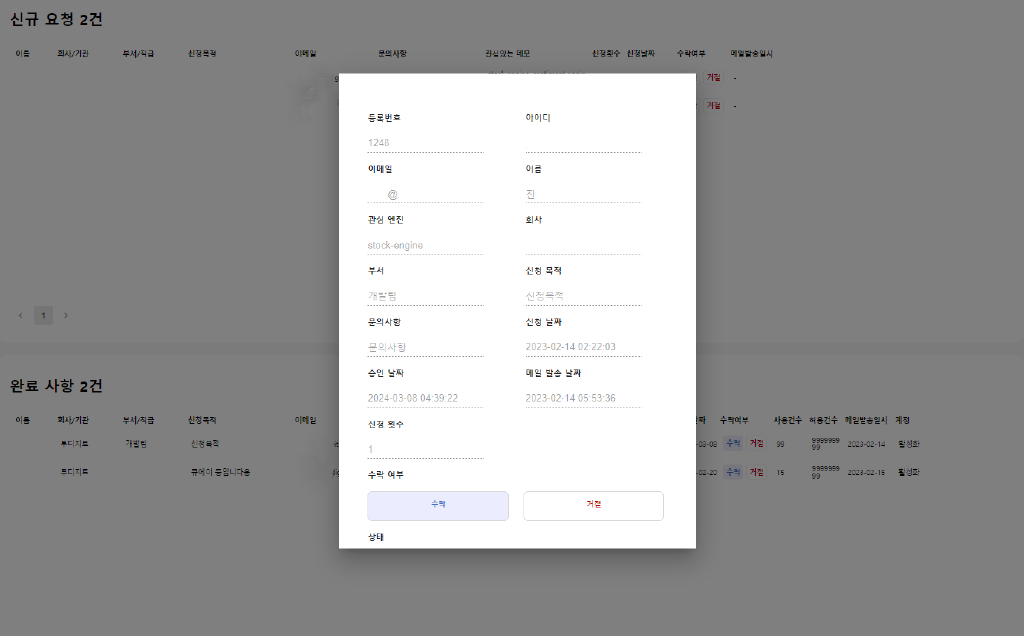 신규 요청 2건
이름 회사/기관 부서/직급 신청목적 이메일 문의사항 관심있는 데모 신청횟수 신청날짜 수락여부 메일발송일시
거절 -
거절 -
등록번호 아이디
1248
이메일 이름
@ 진
관심 엔진 회사
stock-engine
부서 신청 목적
개발팀 신청목적
문의사항 신청 날짜
문의사항 2023-02-14 02:22:03
승인 날짜 메일 발송 날짜
2024-03-08 04:39:22 2023-02-14 05:53:36
신청 횟수
1
수락 여부
수락 거절
상태
< 1 >
완료 사항 2건
이름 회사/기관 부서/직급 신청목적 이메일 수락여부 사용건수 허용건수 메일발송일시 계정
투디지트 개발팀 신청목적 -03-08 수락 거절 99 9999999 2023-02-14 활성화
99
투디지트 큐에이 중입니다용 -02-20 수락 거절 15 9999999 2023-02-15 활성화
99